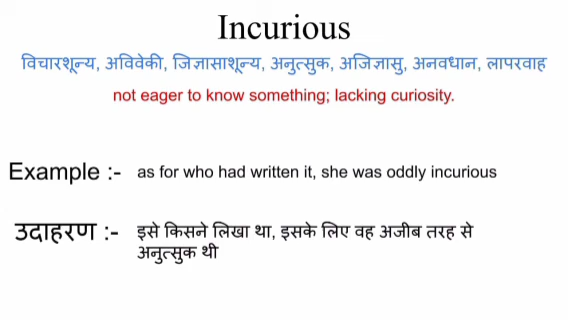 Incurious
विचारशून्य, अविवेकी, जिज्ञासाशून्य, अनुत्सुक, अजिज्ञासु, अनवधान, लापरवाह
not eager to know something; lacking curiosity.
Example :- as for who had written it, she was oddly incurious
उदाहरण :- इसे किसने लिखा था, इसके लिए वह अजीब तरह से
अनुत्सुक थी